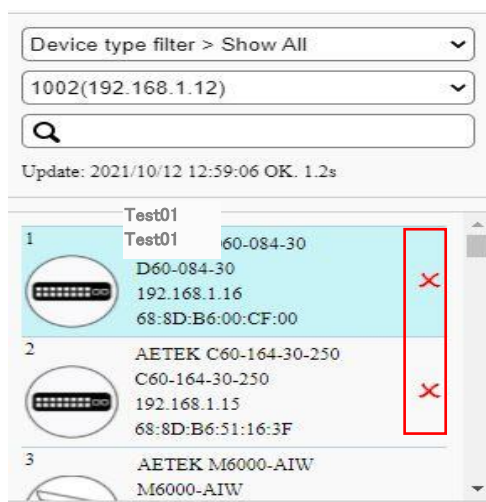 Device type filter > Show All
1002(192.168.1.12)
Update: 2021/10/12 12:59:06 OK. 1.2s
Test01
1
Test01 60-084-30
D60-084-30
192.168.1.16
68:8D:B6:00:CF:00
2
AETEK C60-164-30-250
C60-164-30-250
192.168.1.15
68:8D:B6:51:16:3F
3
AETEK M6000-AIW
M6000-AIW